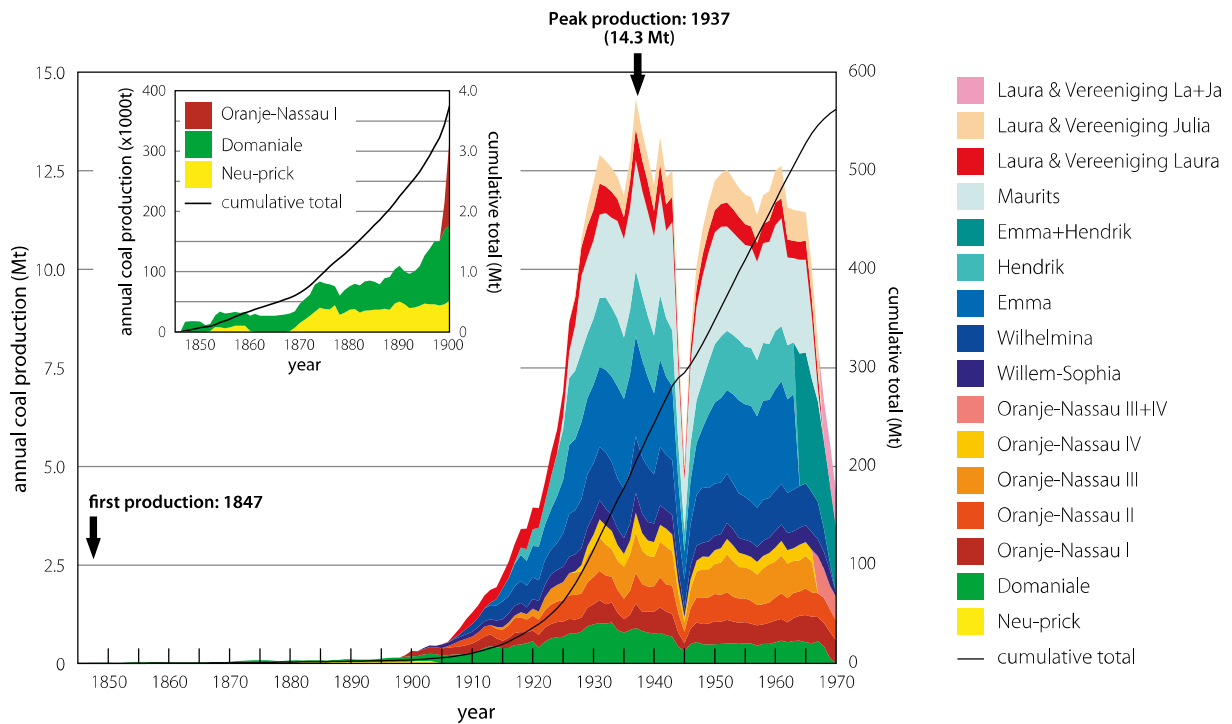 Peak production: 1937
(14.3 Mt)
15.0
12.5
10.0
7.5
5.0
2.5
0
annual coal production (Mt)
600
500
400
300
200
100
0
cumulative total (Mt)
1850
1860
1870
1880
1890
1900
1910
1920
1930
1940
1950
1960
1970
year
first production: 1847
400
300
200
100
0
annual coal production (x1000t)
4.0
3.0
2.0
1.0
0
cumulative total (Mt)
1850
1860
1870
1880
1890
1900
year
Oranje-Nassau I
Domaniale
Neu-prick
cumulative total
Laura & Vereeniging La+Ja
Laura & Vereeniging Julia
Laura & Vereeniging Laura
Maurits
Emma+Hendrik
Hendrik
Emma
Wilhelmina
Willem-Sophia
Oranje-Nassau III+IV
Oranje-Nassau IV
Oranje-Nassau III
Oranje-Nassau II
Oranje-Nassau I
Domaniale
Neu-prick
cumulative total